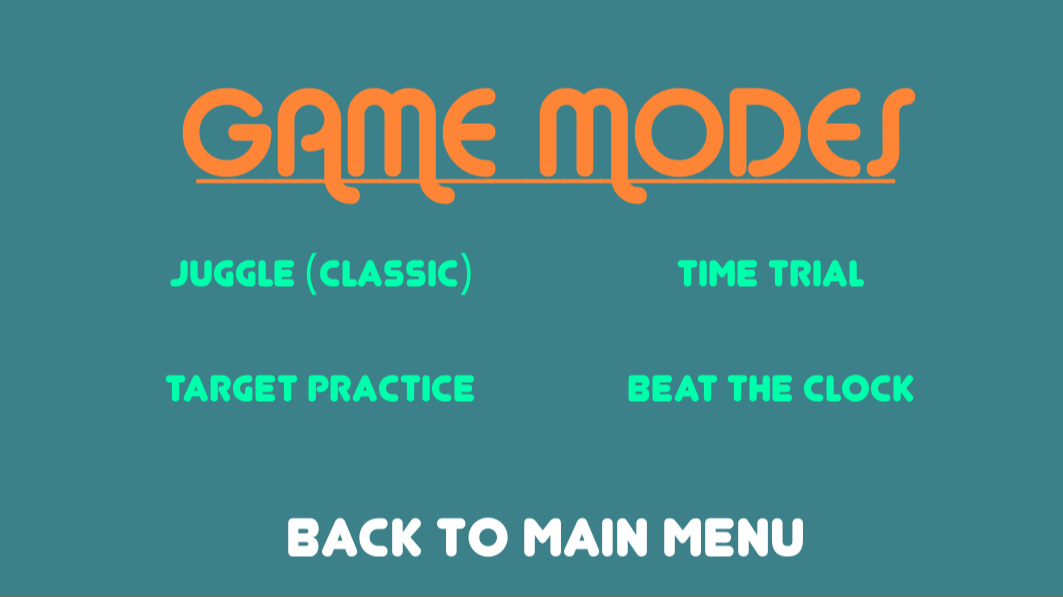 GAME MODES
JUGGLE (CLASSIC)
TIME TRIAL
TARGET PRACTICE
BEAT THE CLOCK
BACK TO MAIN MENU